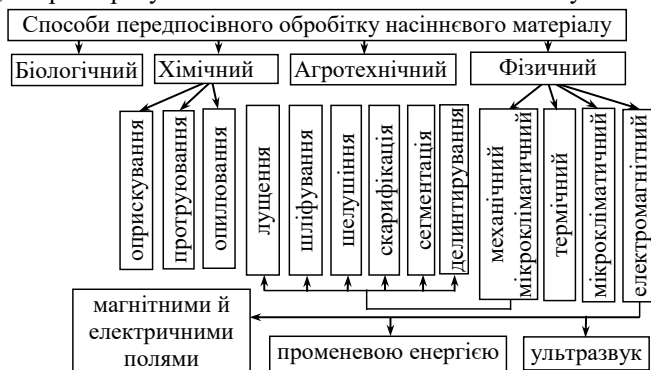 Способи передпосівного обробітку насіннєвого матеріалу
Біологічний
Хімічний
Агротехнічний
Фізичний
оприскування
протруювання
опилювання
лущення
шліфування
шелушіння
скарифікація
сегментація
делинтирування
механічний
мікрокліматичний
термічний
мікрокліматичний
електромагнітний
магнітними й
електричними
полями
променевою енергією
ультразвук